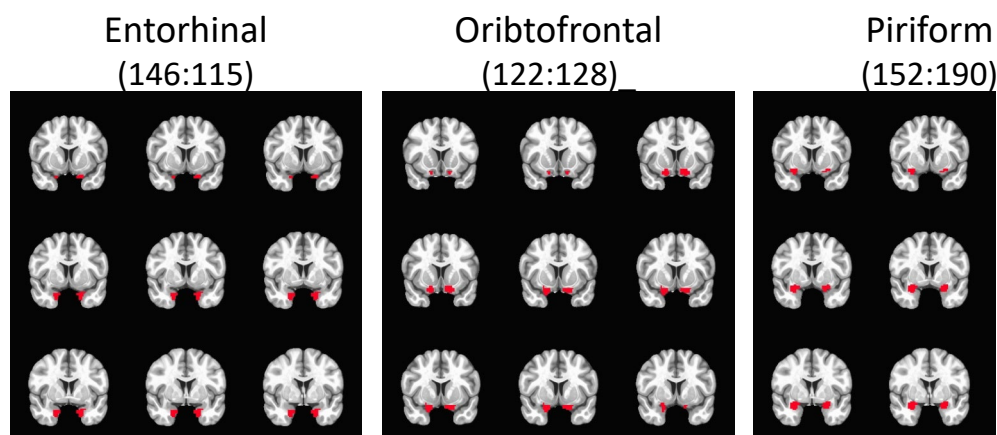 Entorhinal
(146:115)
Oribtofrontal
(122:128)_
Piriform
(152:190)